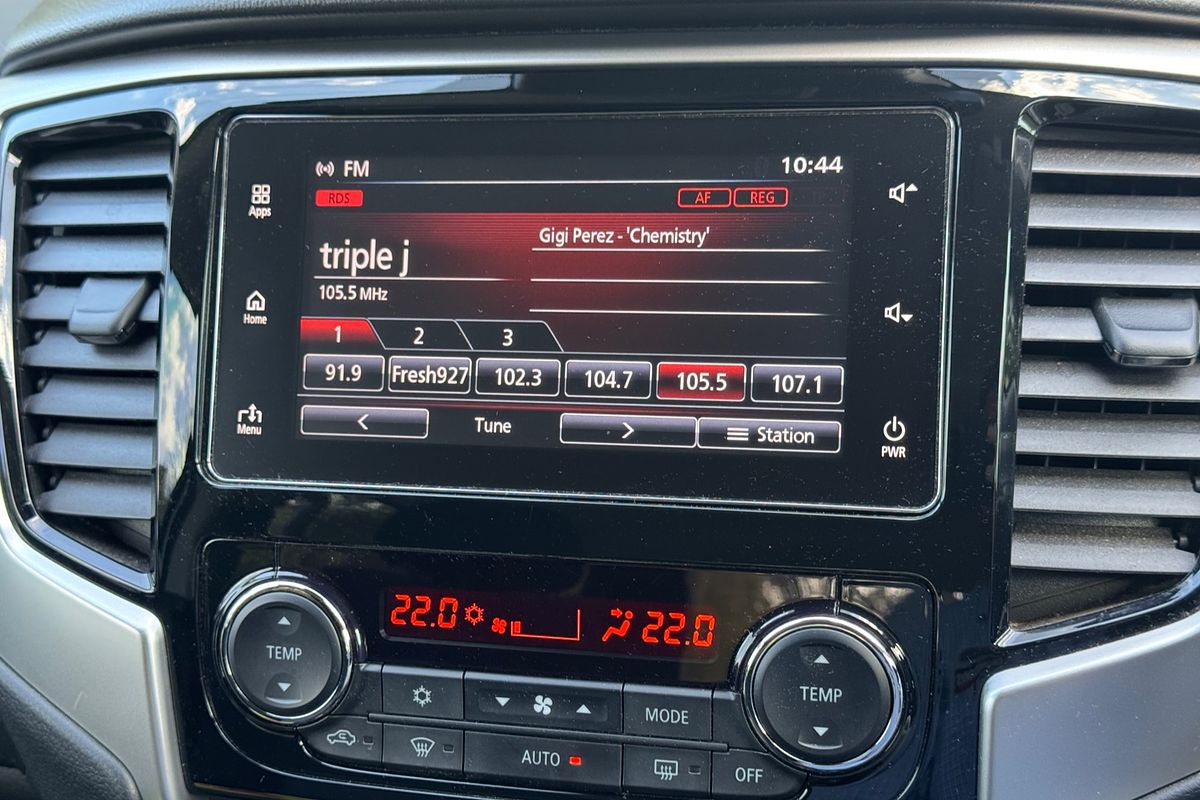 FM
10:44
Apps
RDS
AF
REG
triple j
Gigi Perez - 'Chemistry'
105.5 MHz
Home
1
2
3
91.9
Fresh927
102.3
104.7
105.5
107.1
Menu
<
Tune
>
Station
PWR
22.0
22.0
TEMP
MODE
TEMP
AUTO
OFF